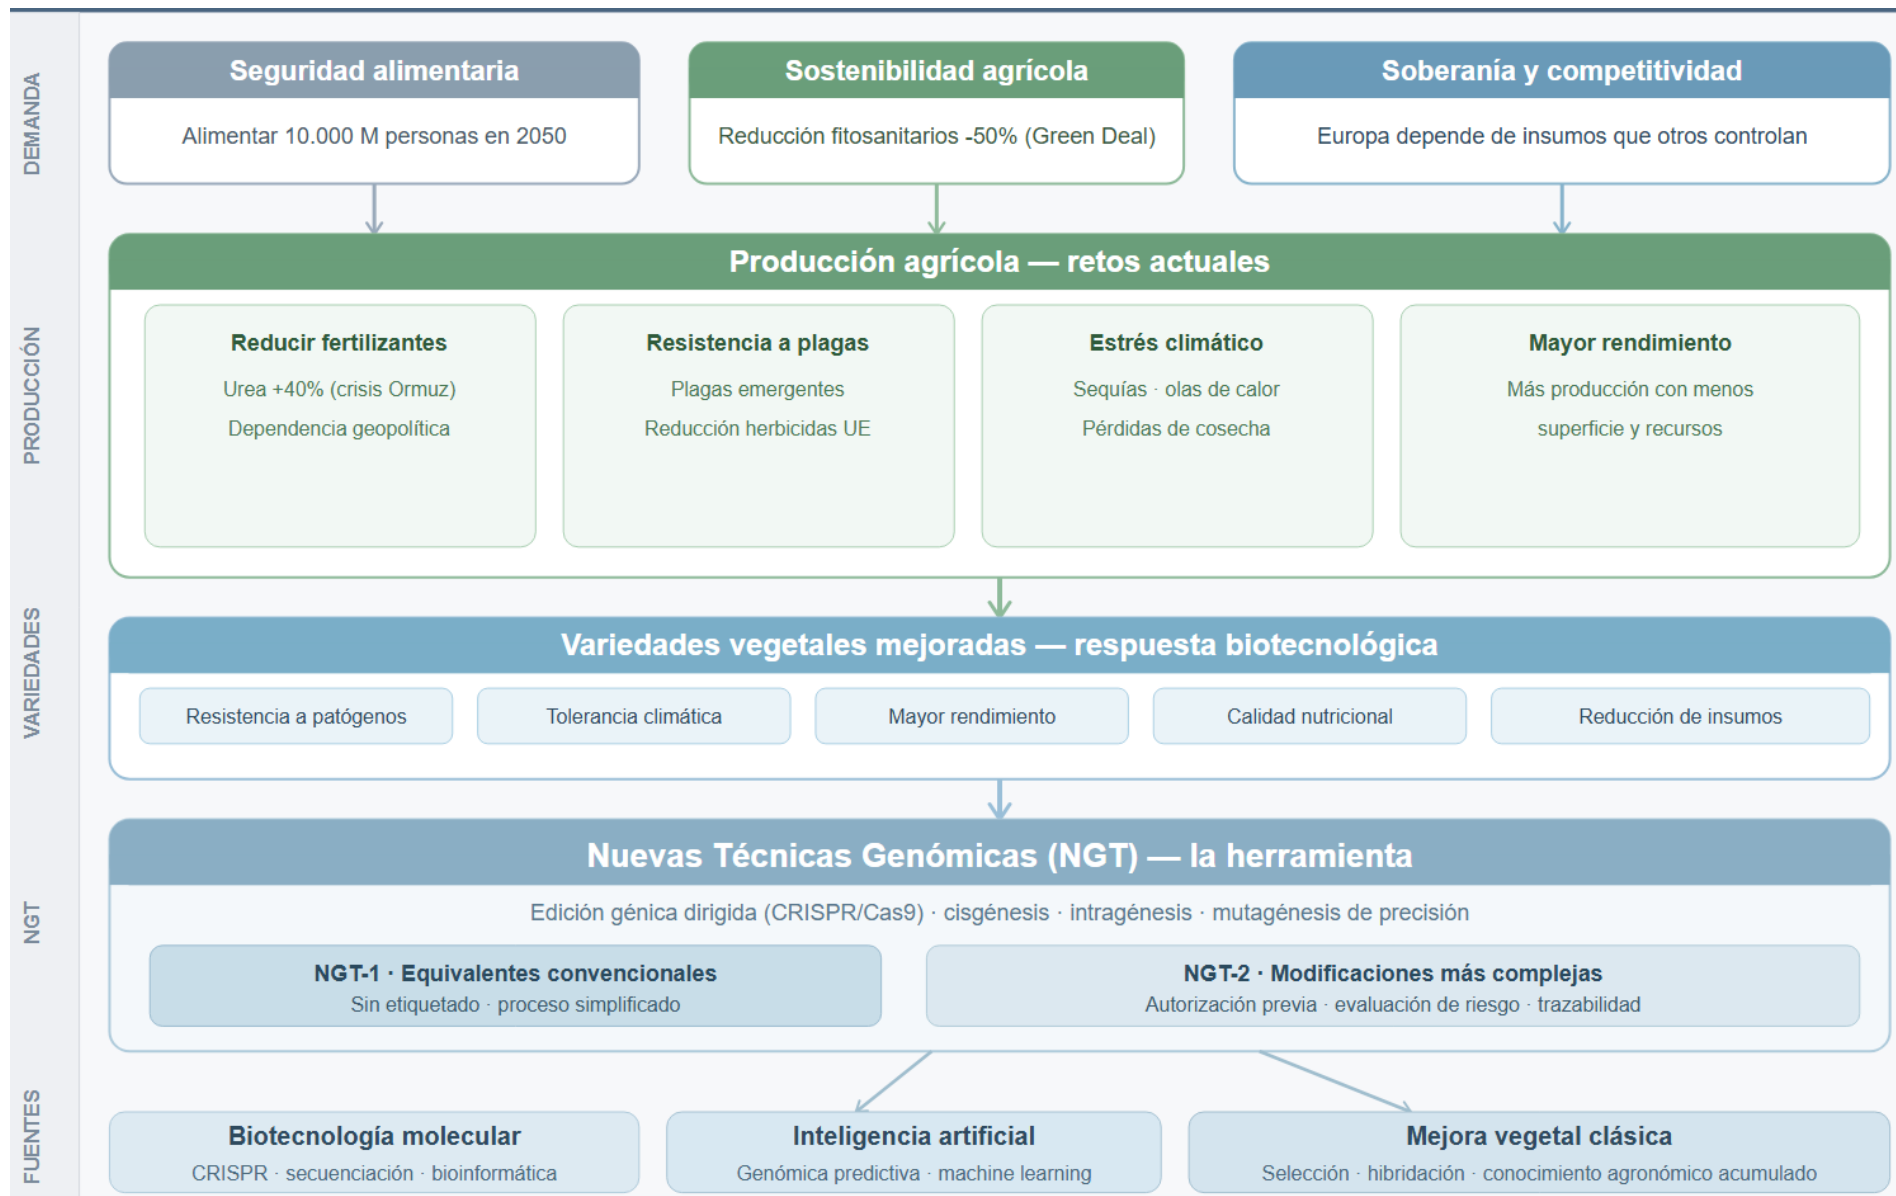 DEMANDA
Seguridad alimentaria
Alimentar 10.000 M personas en 2050
Sostenibilidad agrícola
Reducción fitosanitarios -50% (Green Deal)
Soberanía y competitividad
Europa depende de insumos que otros controlan
PRODUCCIÓN
Producción agrícola — retos actuales
Reducir fertilizantes
Urea +40% (crisis Ormuz)
Dependencia geopolítica
Resistencia a plagas
Plagas emergentes
Reducción herbicidas UE
Estrés climático
Sequías · olas de calor
Pérdidas de cosecha
Mayor rendimiento
Más producción con menos
superficie y recursos
VARIEDADES
Variedades vegetales mejoradas — respuesta biotecnológica
Resistencia a patógenos
Tolerancia climática
Mayor rendimiento
Calidad nutricional
Reducción de insumos
NGT
Nuevas Técnicas Genómicas (NGT) — la herramienta
Edición génica dirigida (CRISPR/Cas9) · cisgénesis · intragénesis · mutagénesis de precisión
NGT-1 · Equivalentes convencionales
Sin etiquetado · proceso simplificado
NGT-2 · Modificaciones más complejas
Autorización previa · evaluación de riesgo · trazabilidad
FUENTES
Biotecnología molecular
CRISPR · secuenciación · bioinformática
Inteligencia artificial
Genómica predictiva · machine learning
Mejora vegetal clásica
Selección · hibridación · conocimiento agronómico acumulado